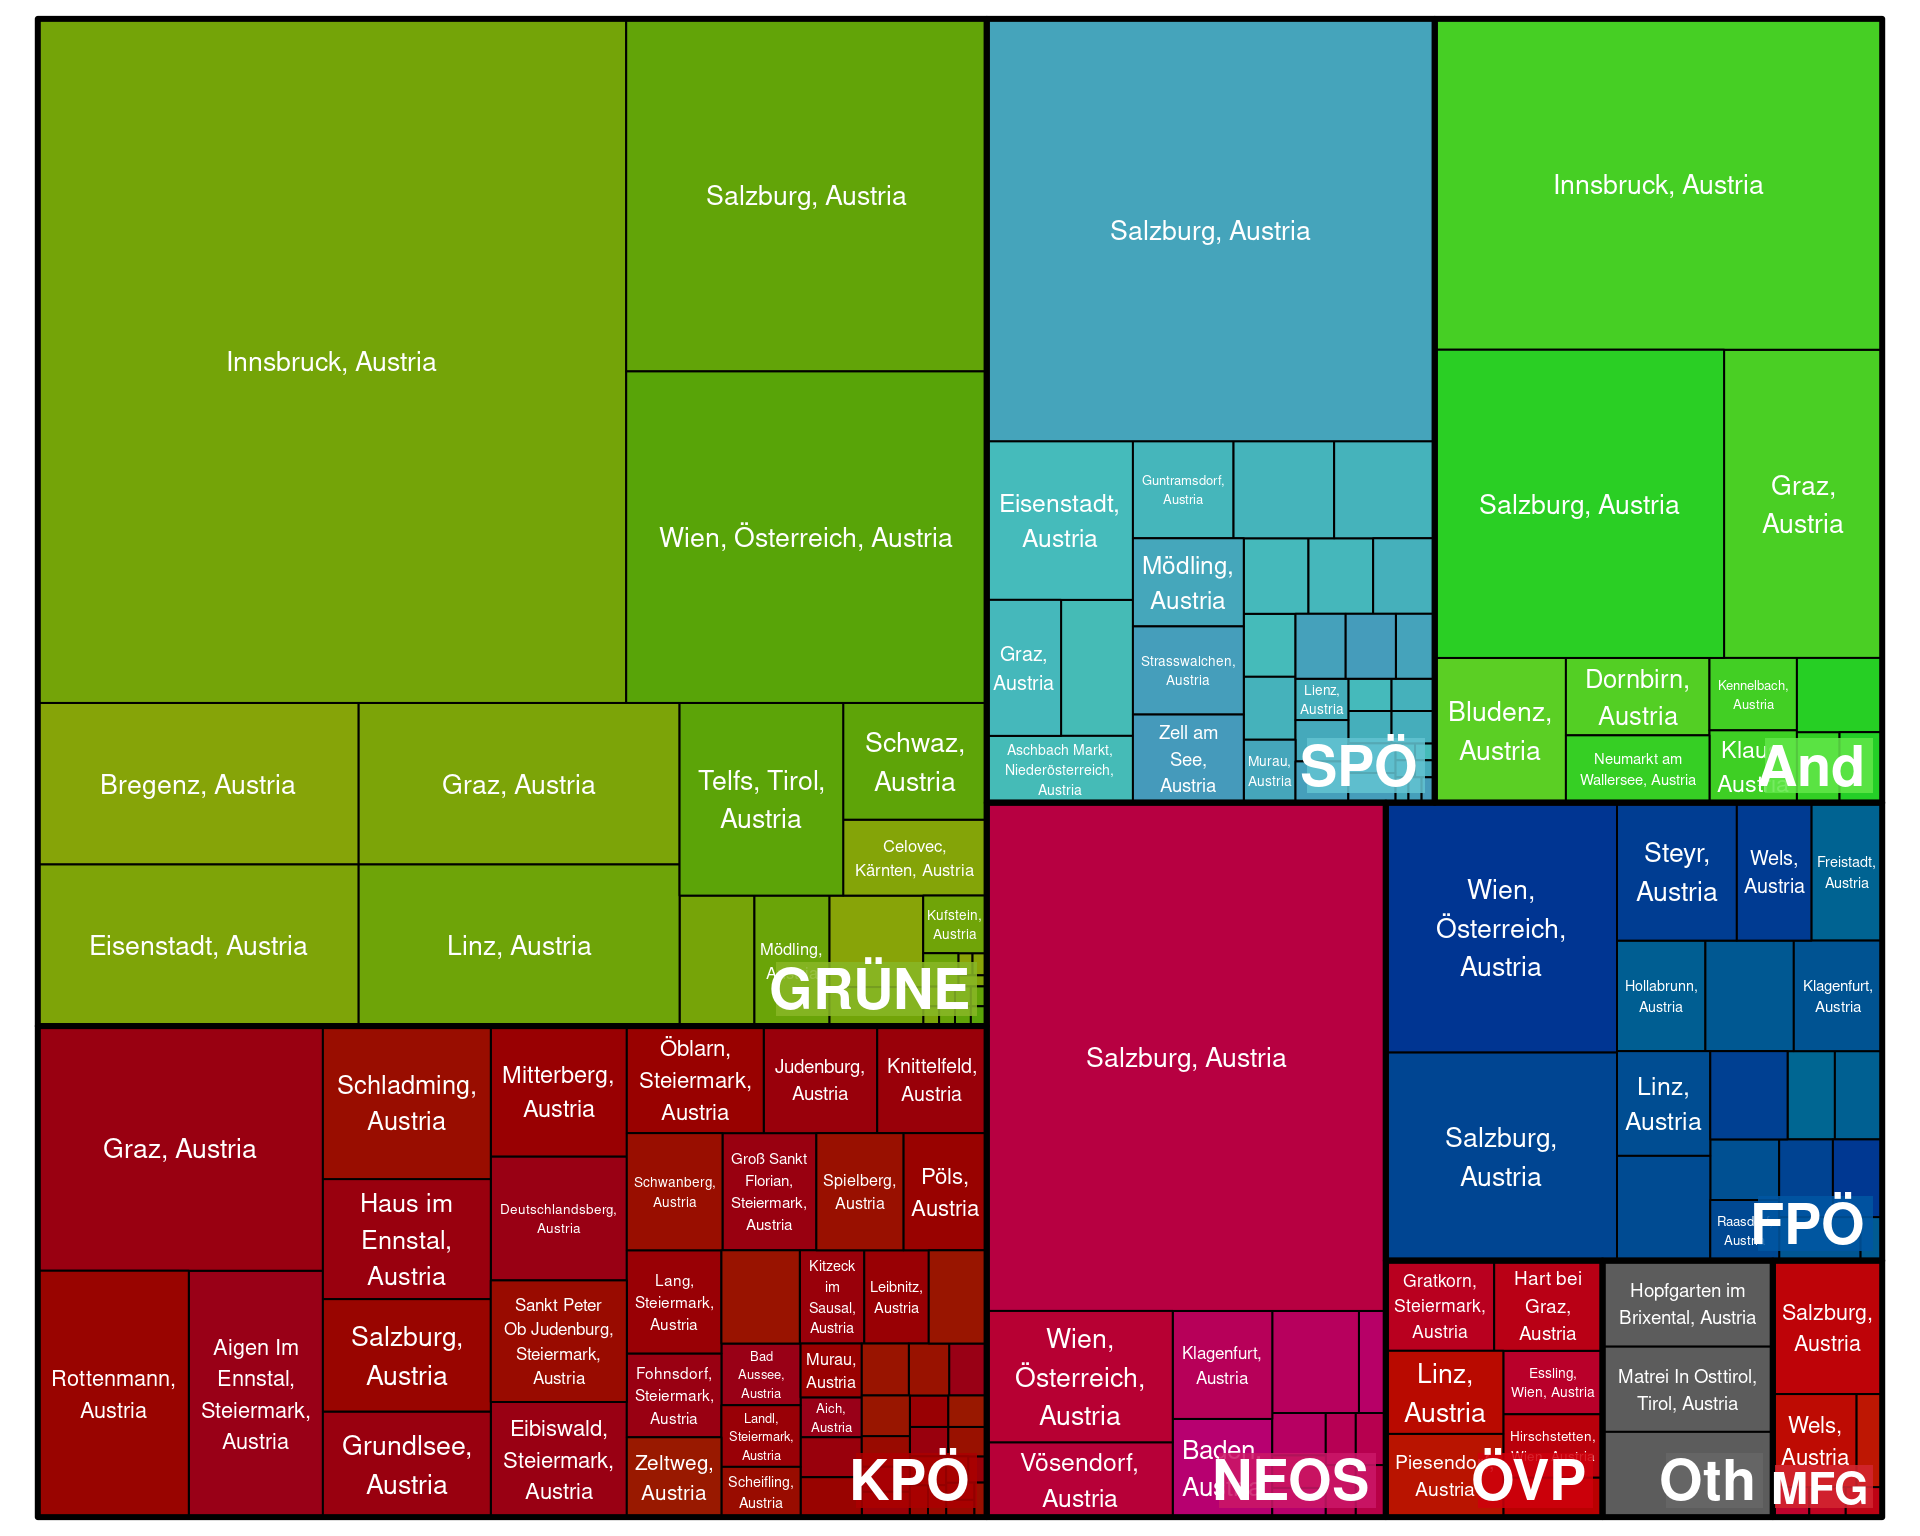 Innsbruck, Austria
Salzburg, Austria
Wien, Österreich, Austria
Bregenz, Austria
Graz, Austria
Eisenstadt, Austria
Linz, Austria
Telfs, Tirol,
Austria
Schwaz,
Austria
Celovec,
Kärnten, Austria
Mödling,
Kufstein,
Austria
GRÜNE
Salzburg, Austria
Eisenstadt,
Austria
Guntramsdorf,
Austria
Mödling,
Austria
Graz,
Austria
Strasswalchen,
Austria
Aschbach Markt,
Niederösterreich,
Austria
Zell am
See,
Austria
Lienz,
Austria
Murau,
Austria
SPÖ
Innsbruck, Austria
Salzburg, Austria
Graz,
Austria
Bludenz,
Austria
Dornbirn,
Austria
Neumarkt am
Wallersee, Austria
Kennelbach,
Austria
Klau
And
Graz, Austria
Rottenmann,
Austria
Aigen Im
Ennstal,
Steiermark,
Austria
Schladming,
Austria
Haus im
Ennstal,
Austria
Salzburg,
Austria
Grundlsee,
Austria
Mitterberg,
Austria
Deutschlandsberg,
Austria
Sankt Peter
Ob Judenburg,
Steiermark,
Austria
Eibiswald,
Steiermark,
Austria
Öblarn,
Steiermark,
Austria
Judenburg,
Austria
Knittelfeld,
Austria
Schwanberg,
Austria
Groß Sankt
Florian,
Steiermark,
Austria
Spielberg,
Austria
Pöls,
Austria
Lang,
Steiermark,
Austria
Kitzeck
im
Sausal,
Austria
Leibnitz,
Austria
Fohnsdorf,
Steiermark,
Austria
Bad
Aussee,
Austria
Murau,
Austria
Aich,
Austria
Landl,
Steiermark,
Austria
Zeltweg,
Austria
Scheifling,
Austria
KPÖ
Salzburg, Austria
Wien,
Österreich,
Austria
Vösendorf,
Austria
Klagenfurt,
Austria
Baden,
NEOS
Wien,
Österreich,
Austria
Salzburg,
Austria
Steyr,
Austria
Wels,
Austria
Freistadt,
Austria
Hollabrunn,
Austria
Klagenfurt,
Austria
Linz,
Austria
FPÖ
Gratkorn,
Steiermark,
Austria
Hart bei
Graz,
Austria
Linz,
Austria
Essling,
Wien, Austria
Hirschstetten,
Wien, Austria
Piesendo
Austria
ÖVP
Hopfgarten im
Brixental, Austria
Matrei In Osttirol,
Tirol, Austria
Oth
Salzburg,
Austria
Wels,
Austria
MFG